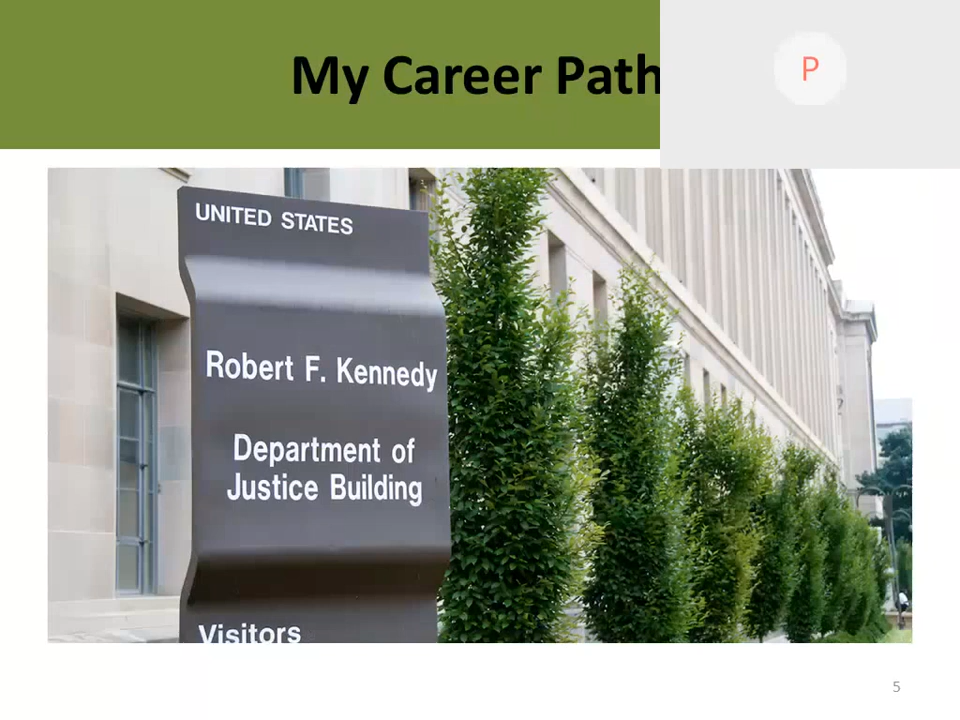 My Career Path
P
UNITED STATES
Robert F. Kennedy
Department of
Justice Building
Visitors
5